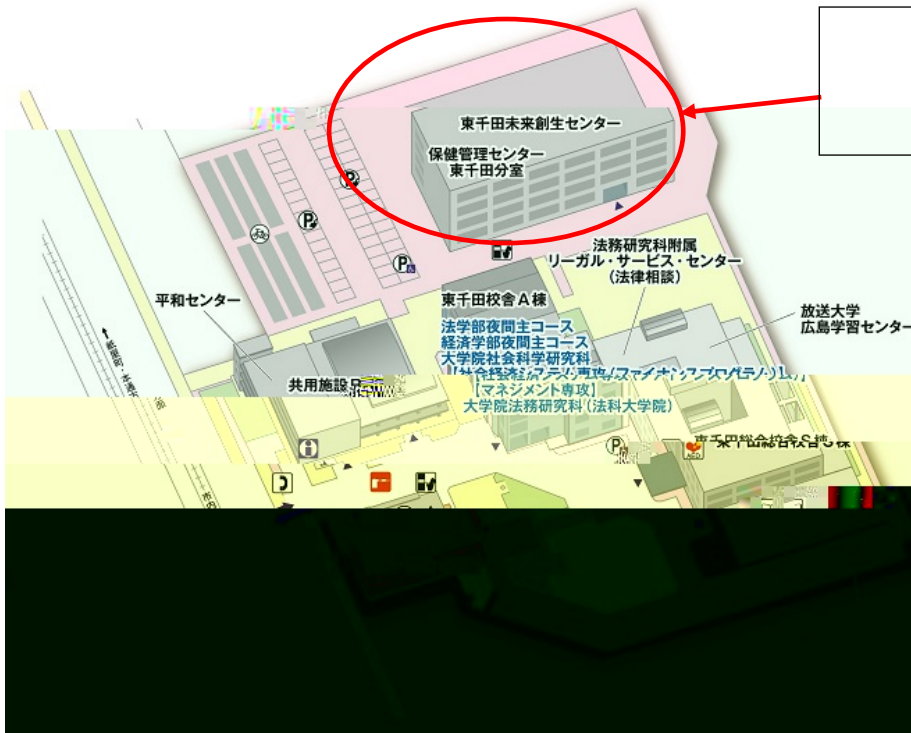 東千田未来創生センター
保健管理センター
東千田分室
法務研究科附属
リーガル・サービス・センター
(法律相談)
平和センター
東千田校舎A棟
放送大学
広島学習センター
法学部夜間主コース
経済学部夜間主コース
大学院社会科学研究科
共用施設
【マネジメント専攻】
大学院法務研究科(法科大学院)
P
P
P
P
AED